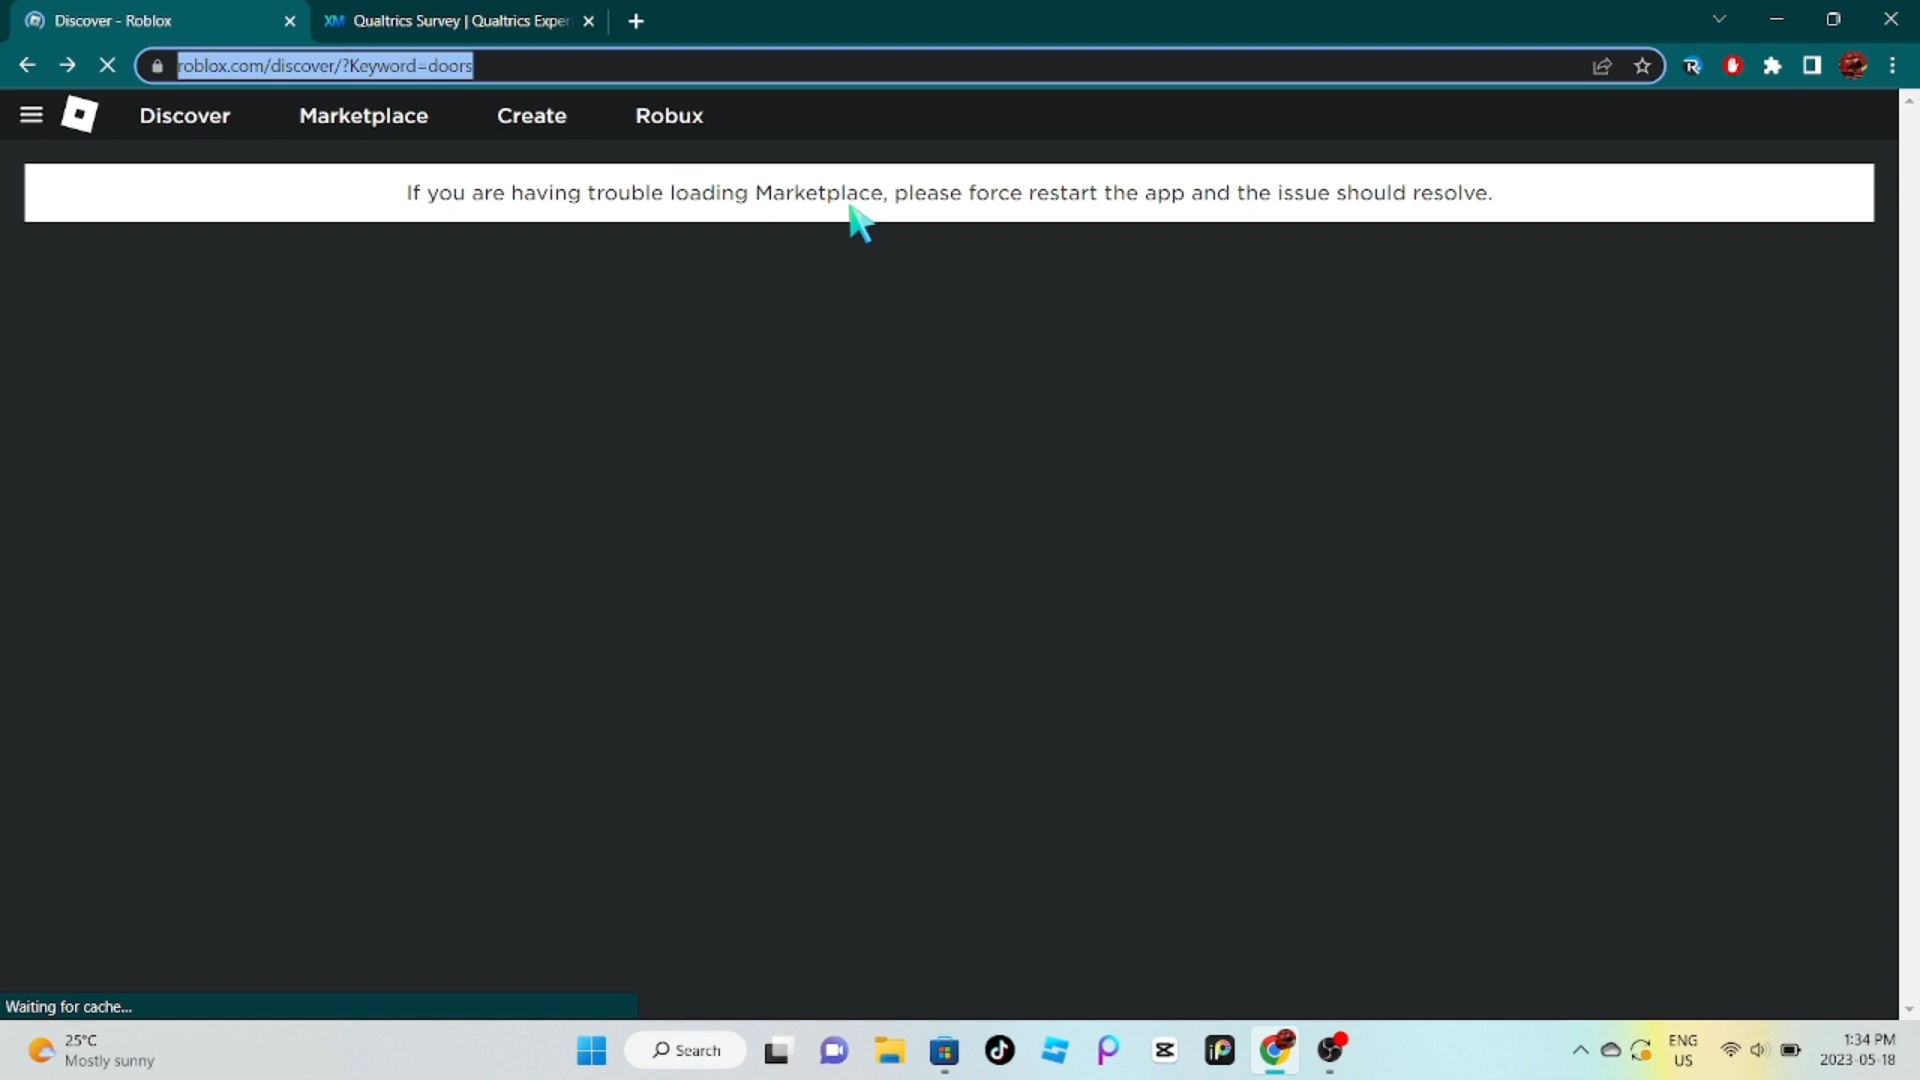 Discover - Roblox
XM Qualtrics Survey | Qualtrics Exper
roblox.com/discover/?Keyword=doors
Discover Marketplace Create Robux
If you are having trouble loading Marketplace, please force restart the app and the issue should resolve.
Waiting for cache...
25°C
Mostly sunny
Search
ENG
US
1:34 PM
2023-05-18